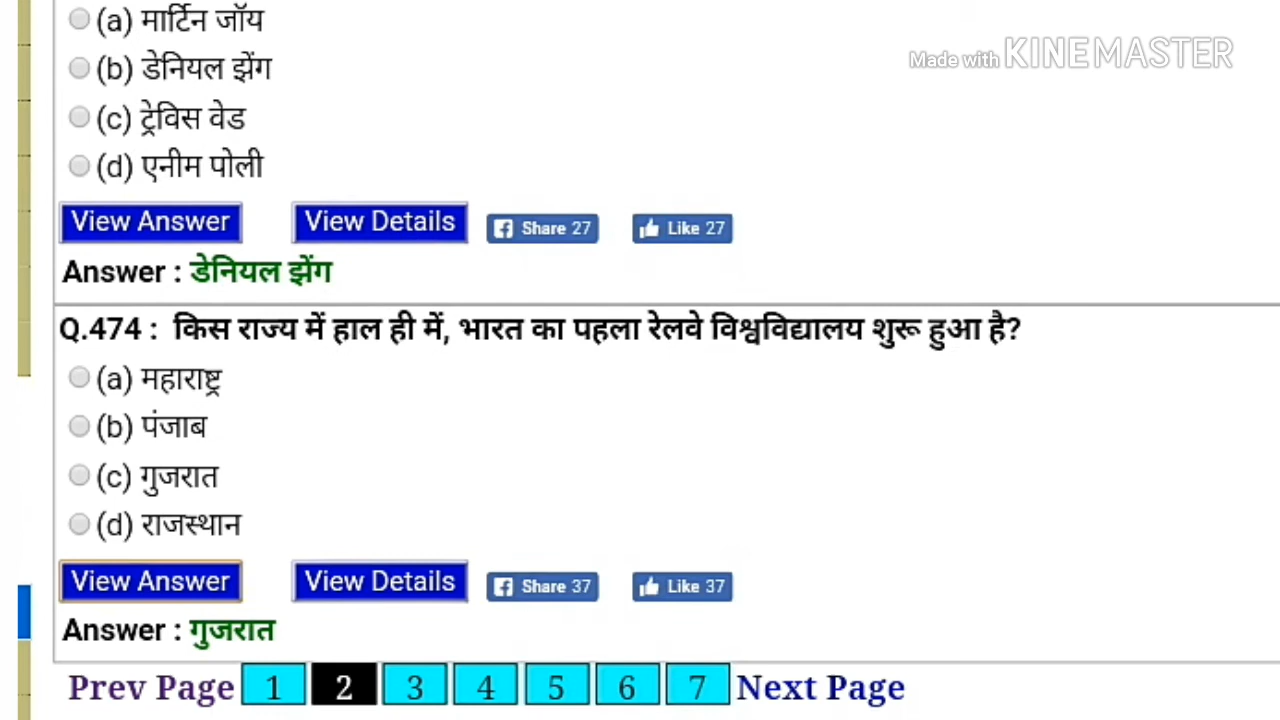 (a) मार्टिन जॉय
Made with KINEMASTER
(b) डेनियल झेंग
(c) ट्रेविस वेड
(d) एनीम पोली
View Answer View Details Share 27 Like 27
Answer : डेनियल झेंग
Q.474 : किस राज्य में हाल ही में, भारत का पहला रेलवे विश्वविद्यालय शुरू हुआ है?
(a) महाराष्ट्र
(b) पंजाब
(c) गुजरात
(d) राजस्थान
View Answer View Details Share 37 Like 37
Answer : गुजरात
Prev Page 1 2 3 4 5 6 7 Next Page